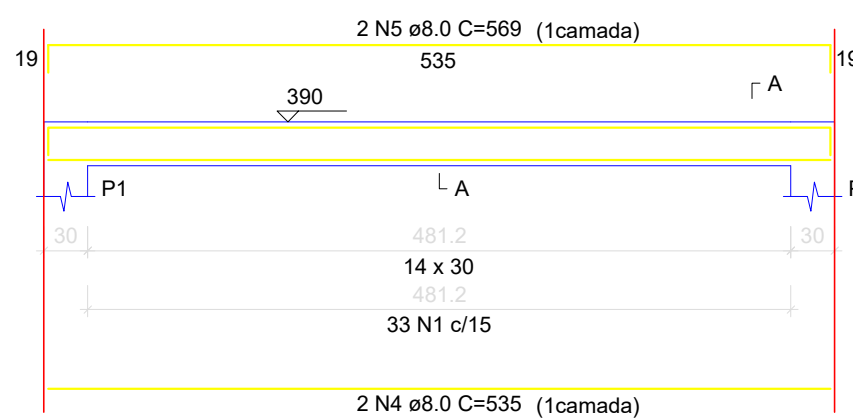 2 N5 ø8.0 C=569 (1camada)
19
535
19
A
390
P1
A
30
481.2
30
14 x 30
481.2
33 N1 c/15
2 N4 ø8.0 C=535 (1camada)